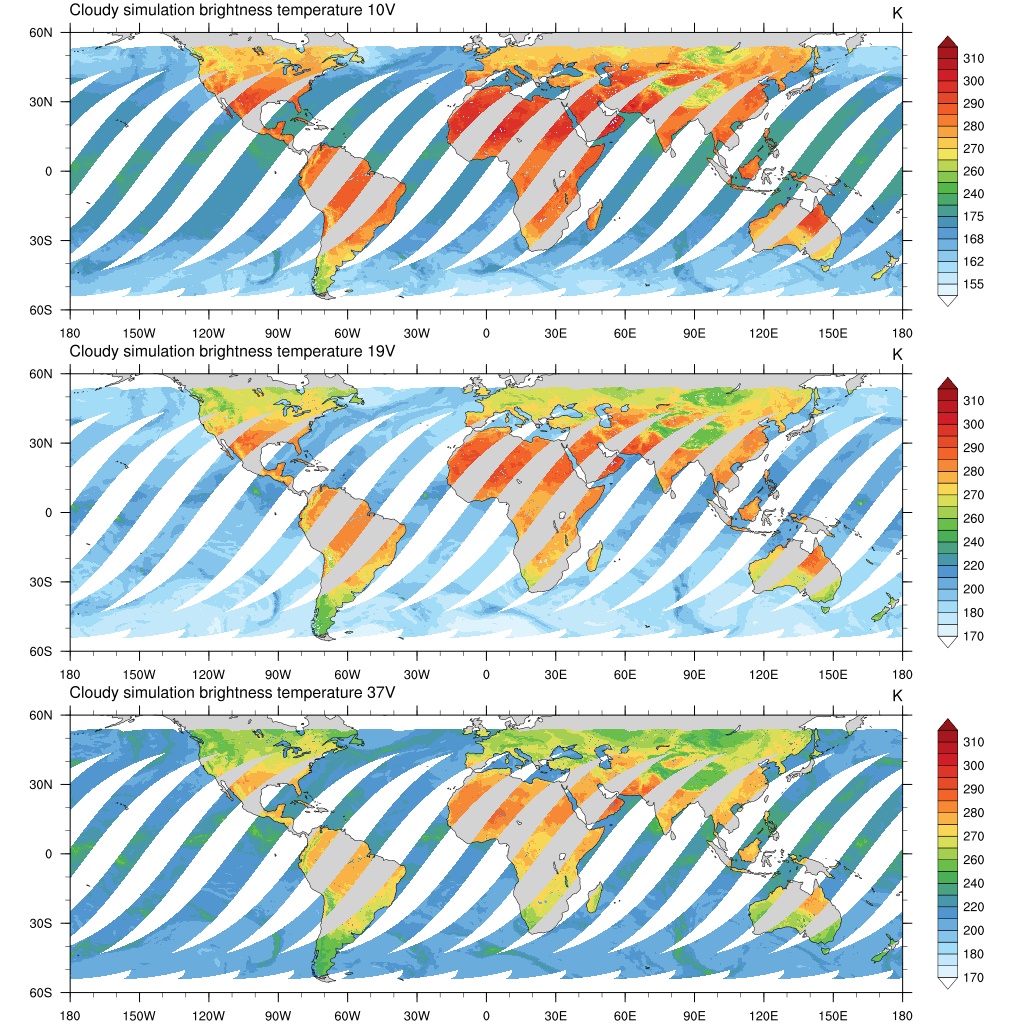 Cloudy simulation brightness temperature 10V K
60N
30N
0
30S
60S
180 150W 120W 90W 60W 30W 0 30E 60E 90E 120E 150E 180
310
300
290
280
270
260
240
175
168
162
155
Cloudy simulation brightness temperature 19V K
60N
30N
0
30S
60S
180 150W 120W 90W 60W 30W 0 30E 60E 90E 120E 150E 180
310
300
290
280
270
260
240
220
200
180
170
Cloudy simulation brightness temperature 37V K
60N
30N
0
30S
60S
180 150W 120W 90W 60W 30W 0 30E 60E 90E 120E 150E 180
310
300
290
280
270
260
240
220
200
180
170